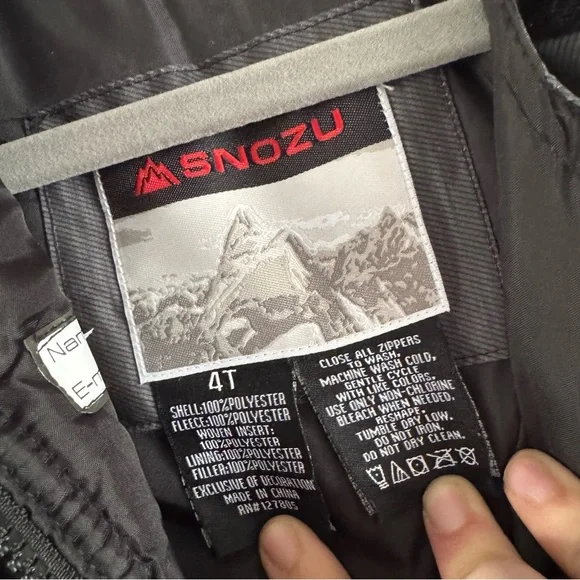 SNOZU
4T
SHELL:100%POLYESTER
FLEECE:100%POLYESTER
WOVEN INSERT:
100%POLYESTER
LINING:100%POLYESTER
FILLER:100%POLYESTER
EXCLUSIVE OF DECORATION
MADE IN CHINA
RN#127805
CLOSE ALL ZIPPERS
TO WASH.
MACHINE WASH COLD,
GENTLE CYCLE
WITH LIKE COLORS.
USE ONLY NON-CHLORINE
BLEACH WHEN NEEDED.
RESHAPE.
TUMBLE DRY LOW.
DO NOT IRON.
DO NOT DRY CLEAN.